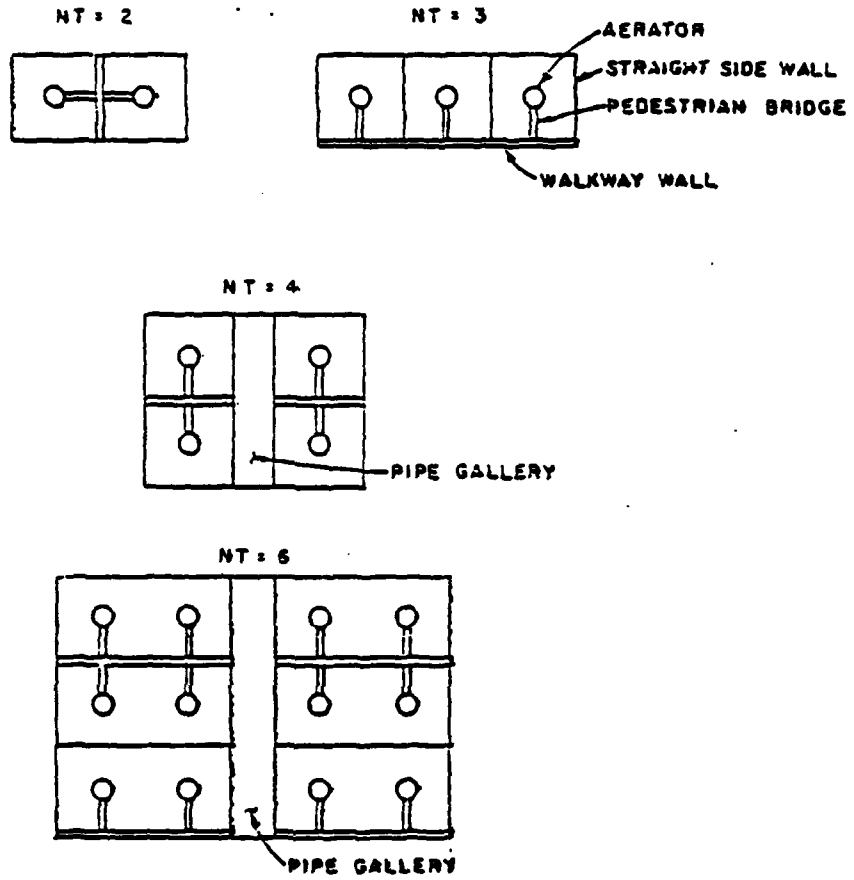 NT = 2
NT = 3
AERATOR
STRAIGHT SIDE WALL
PEDESTRIAN BRIDGE
WALKWAY WALL
NT = 4
PIPE GALLERY
NT = 6
PIPE GALLERY